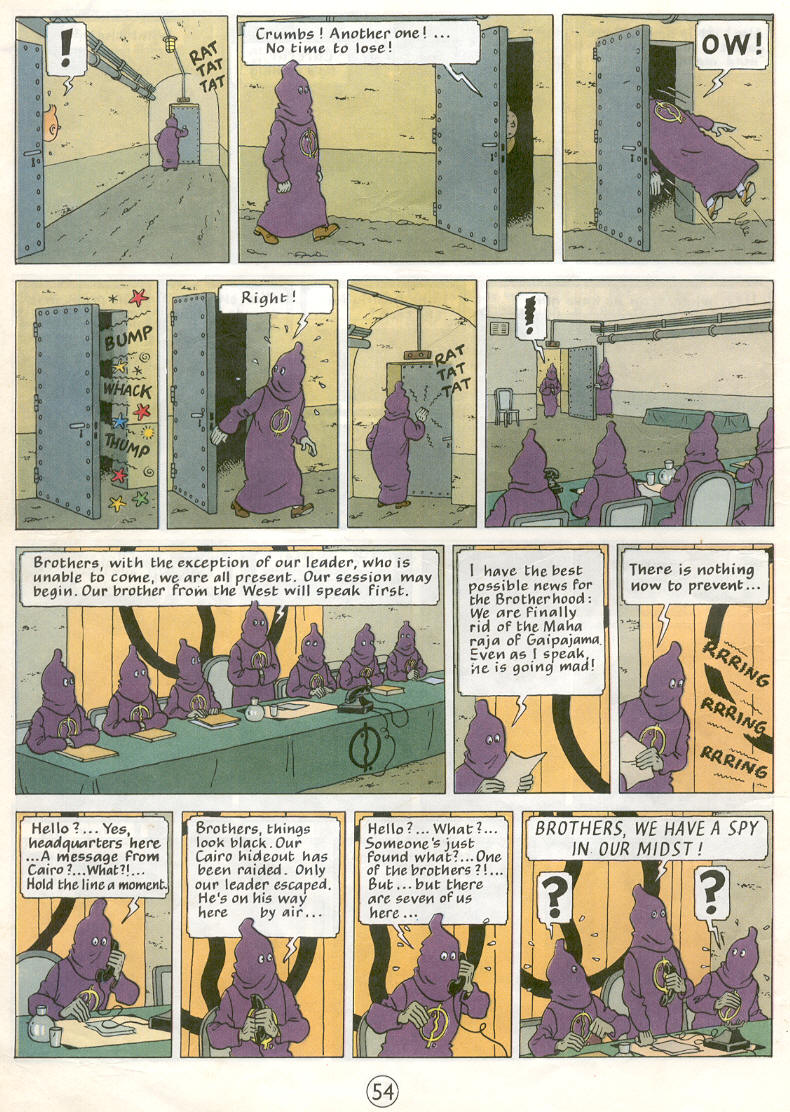 !
RAT
TAT
TAT
Crumbs! Another one! ...
No time to lose!
OW!
BUMP
WHACK
THUMP
Right!
RAT
TAT
TAT
!
Brothers, with the exception of our leader, who is
unable to come, we are all present. Our session may
begin. Our brother from the West will speak first.
I have the best
possible news for
the Brotherhood:
We are finally
rid of the Maha
raja of Gaipajama.
Even as I speak,
he is going mad!
There is nothing
now to prevent...
RRRING
RRRING
RRRING
Hello?... Yes,
headquarters here
...A message from
Cairo?...What?!...
Hold the line a moment.
Brothers, things
look black. Our
Cairo hideout has
been raided. Only
our leader escaped.
He's on his way
here by air...
Hello?...What?...
Someone's just
found what?...One
of the brothers?!...
But...but there
are seven of us
here...
BROTHERS, WE HAVE A SPY
IN OUR MIDST!
?
?
54